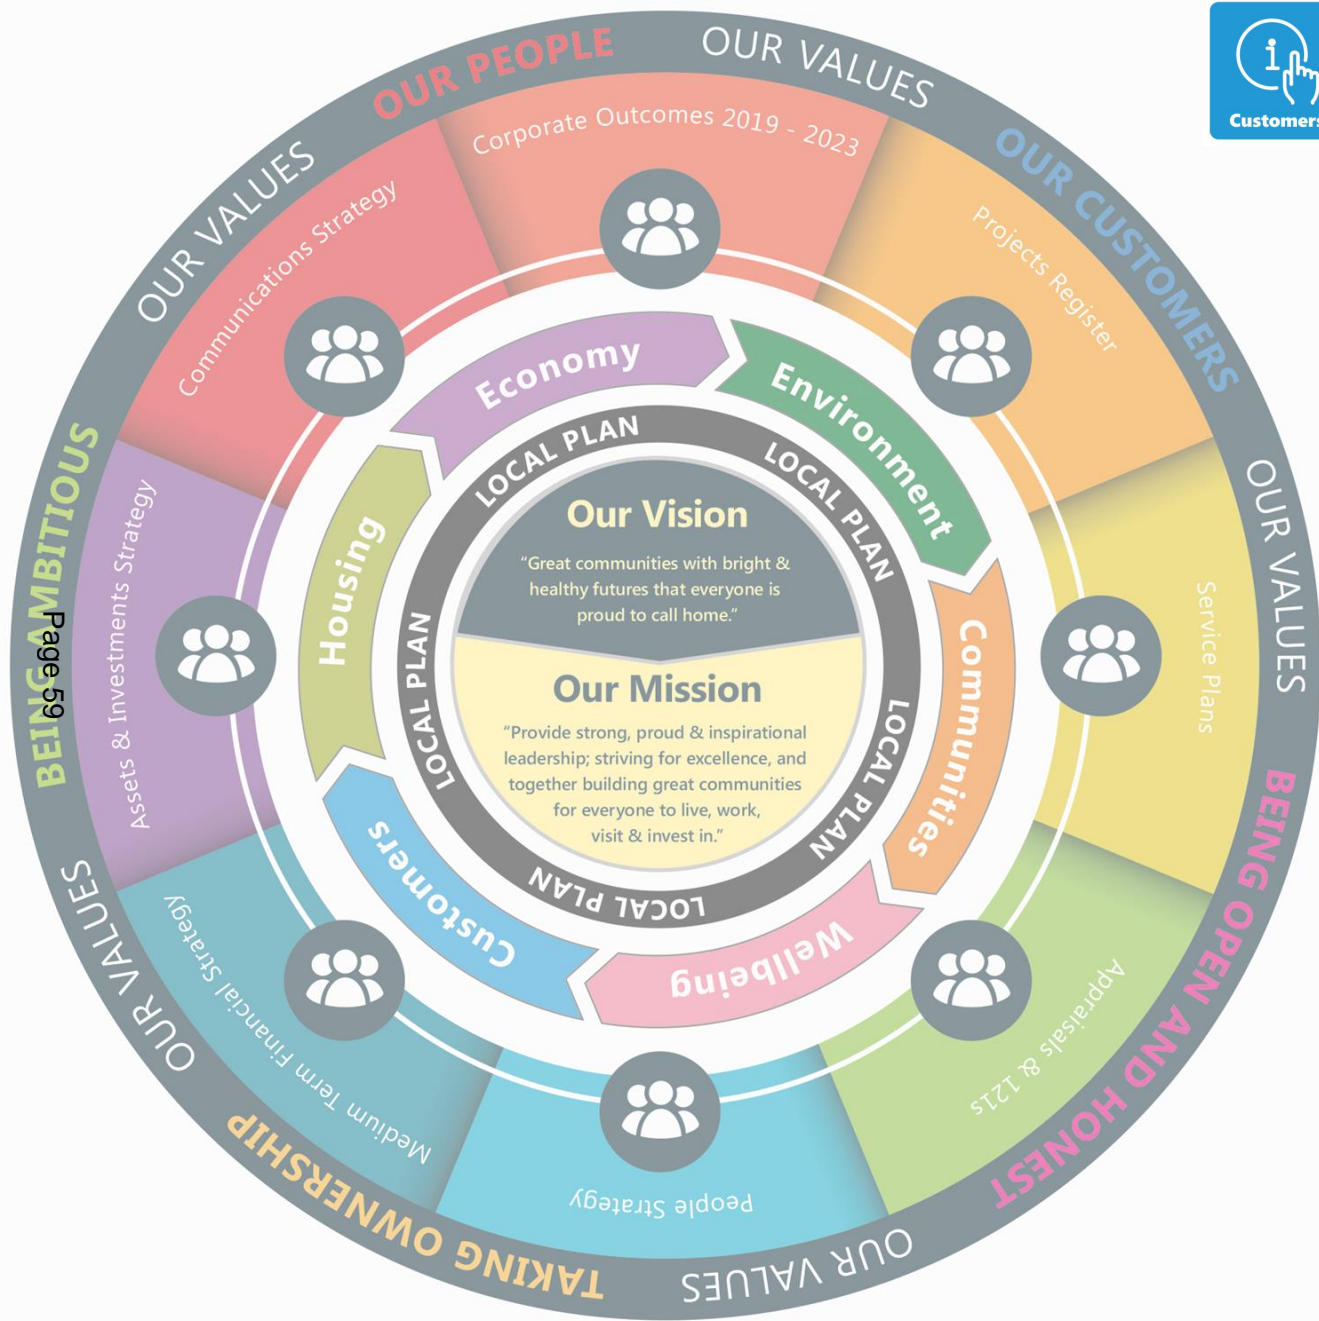 OUR PEOPLE
OUR VALUES
OUR CUSTOMERS
OUR VALUES
BEING OPEN AND HONEST
OUR VALUES
TAKING OWNERSHIP
OUR VALUES
BEING AMBITIOUS
OUR VALUES
Corporate Outcomes 2019 - 2023
Projects Register
Service Plans
Appraisals & 121s
People Strategy
Medium Term Financial Strategy
Assets & Investments Strategy
Communications Strategy
Economy
Environment
Communities
Wellbeing
Customers
Housing
LOCAL PLAN
LOCAL PLAN
LOCAL PLAN
LOCAL PLAN
LOCAL PLAN
Our Vision
“Great communities with bright &
healthy futures that everyone is
proud to call home.”
Our Mission
“Provide strong, proud & inspirational
leadership; striving for excellence, and
together building great communities
for everyone to live, work,
visit & invest in.”
i
Customers
Page 59